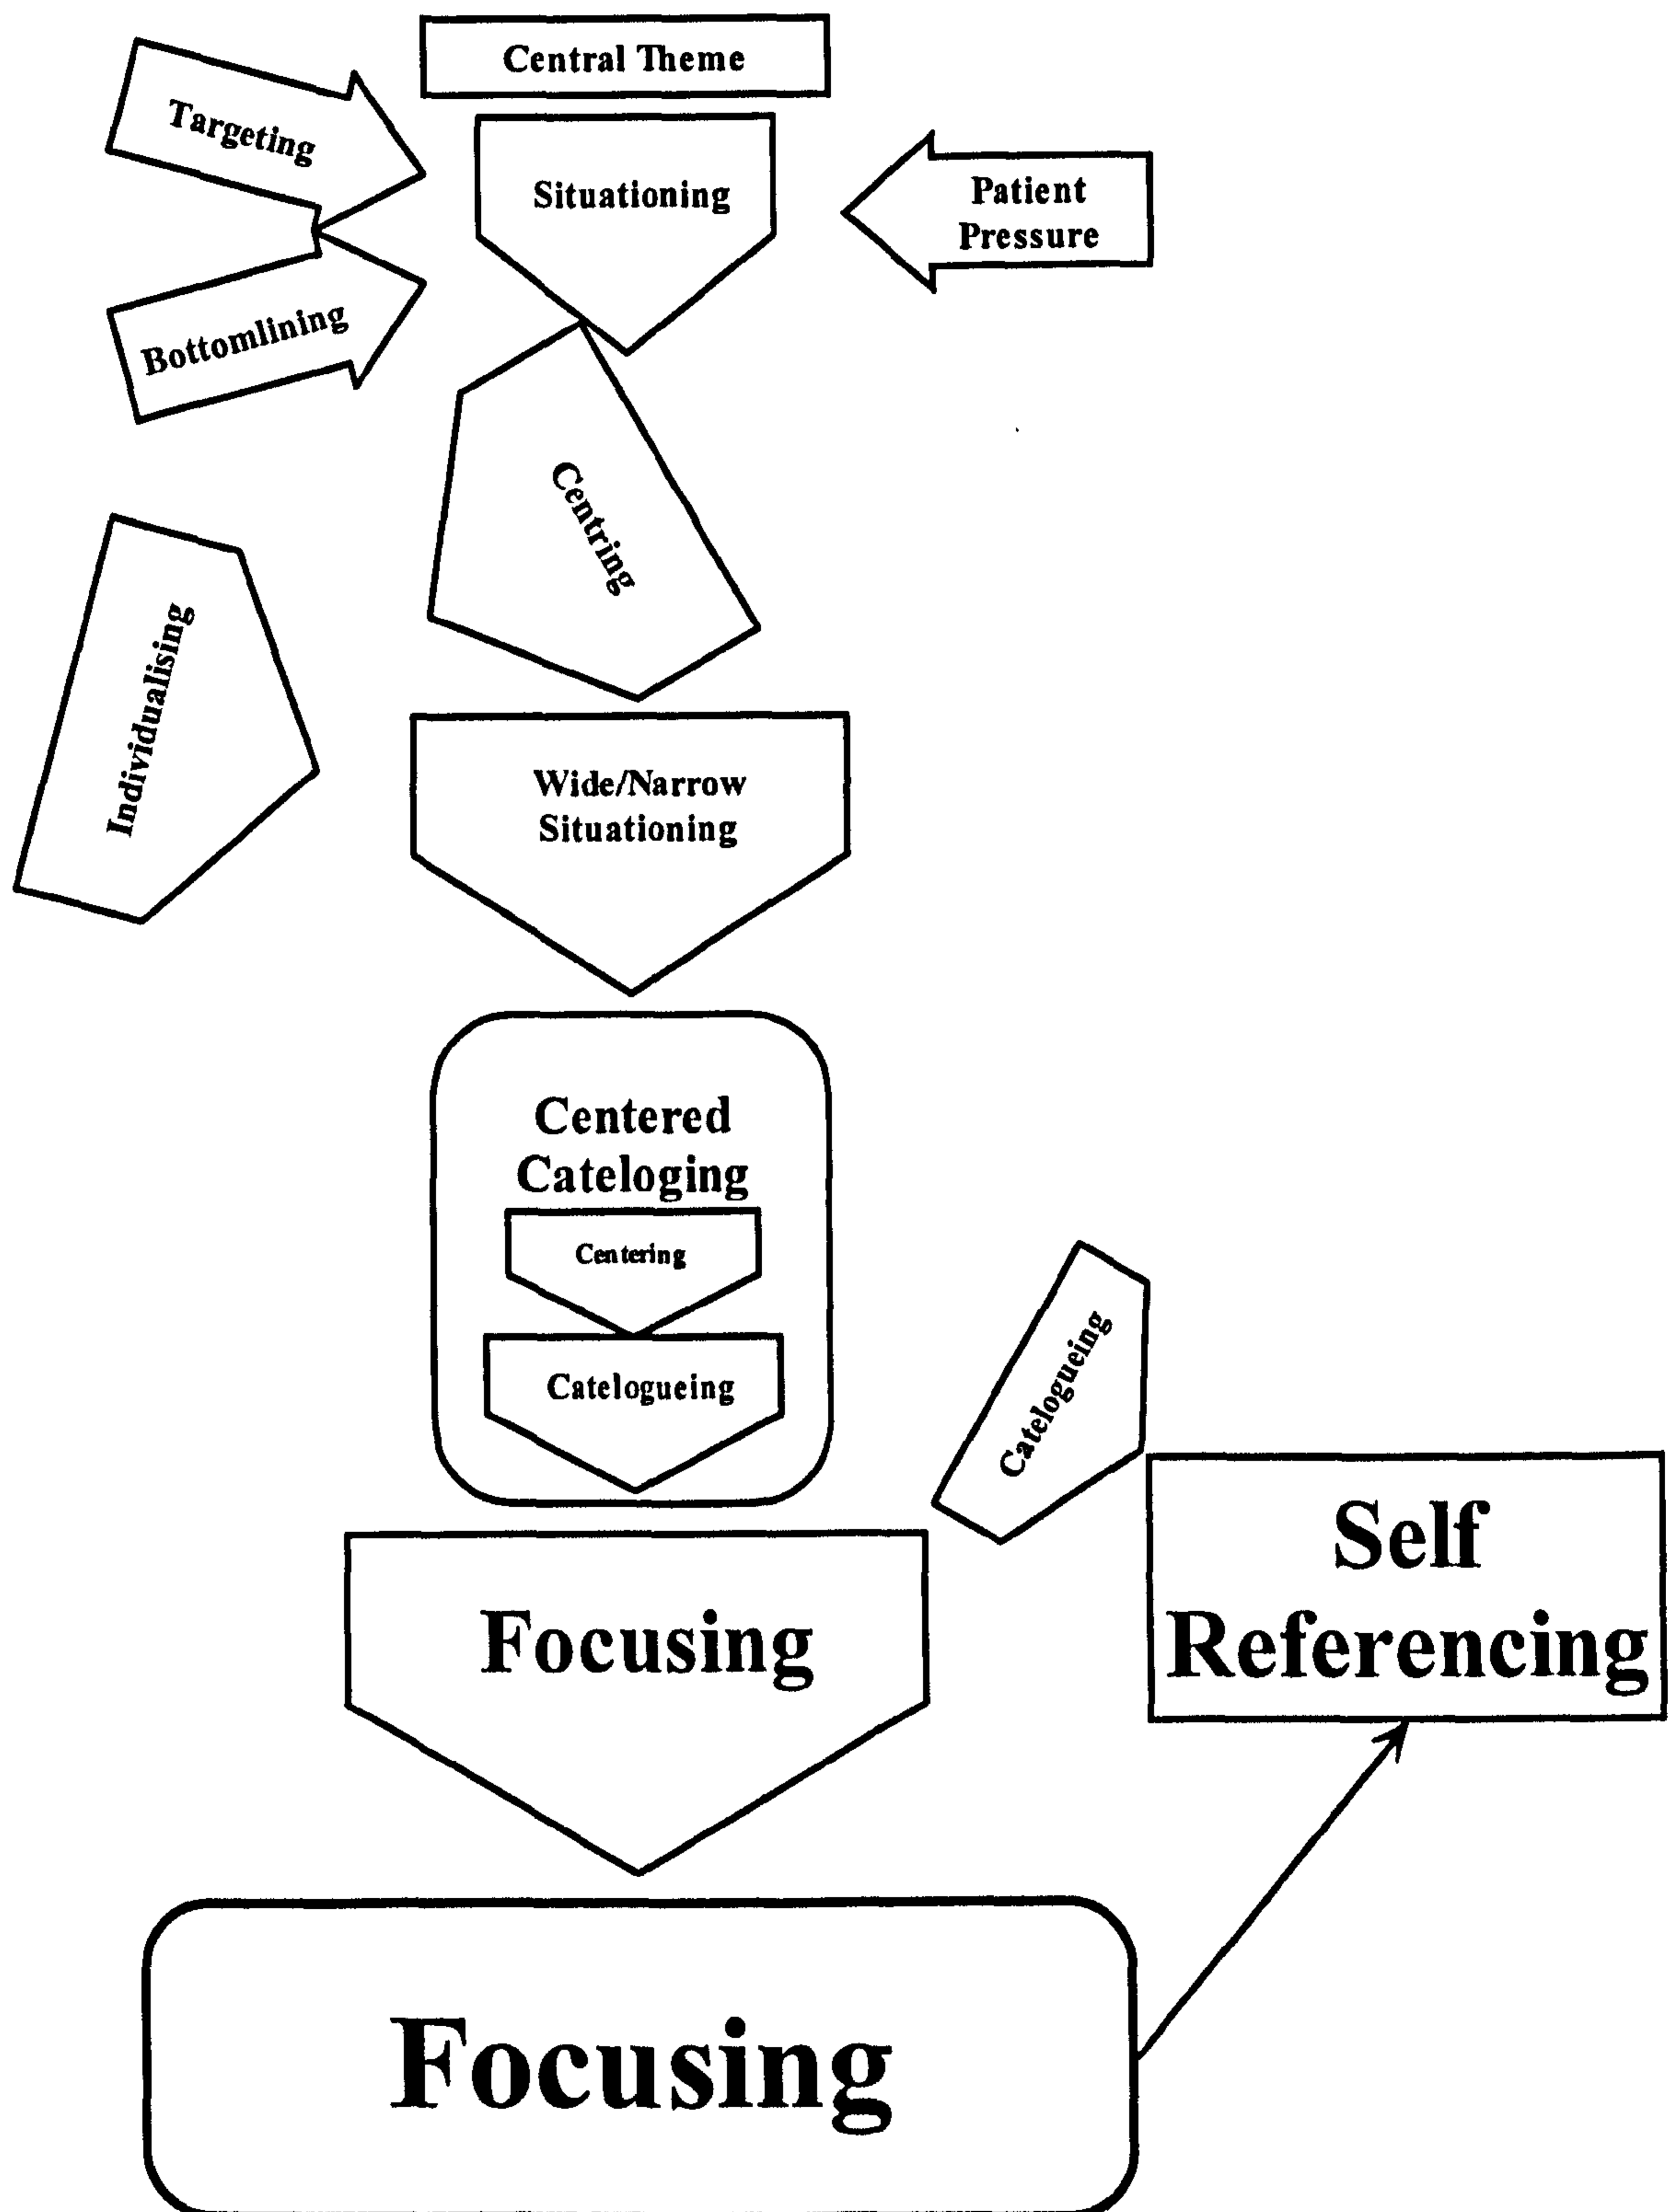 Central Theme
Targeting
Situationing
Patient
Pressure
Bottomlining
Centring
Individualising
Wide/Narrow
Situationing
Centered
Cateloging
Centering
Catelogueing
Catelogueing
Focusing
Self
Referencing
Focusing